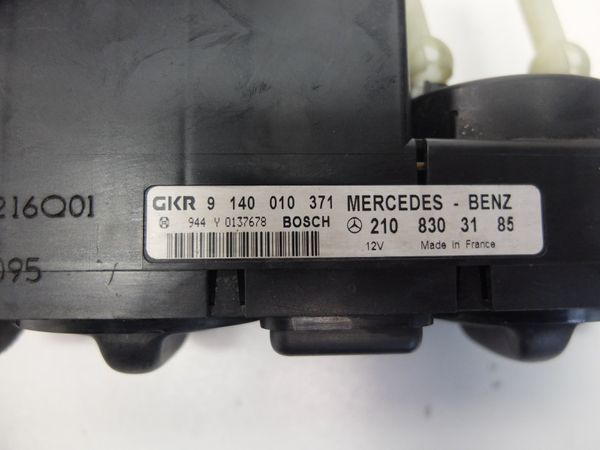 GKR 9 140 010 371 MERCEDES - BENZ
944 Y 0137678 BOSCH 210 830 31 85
12V Made in France
216Q01
095